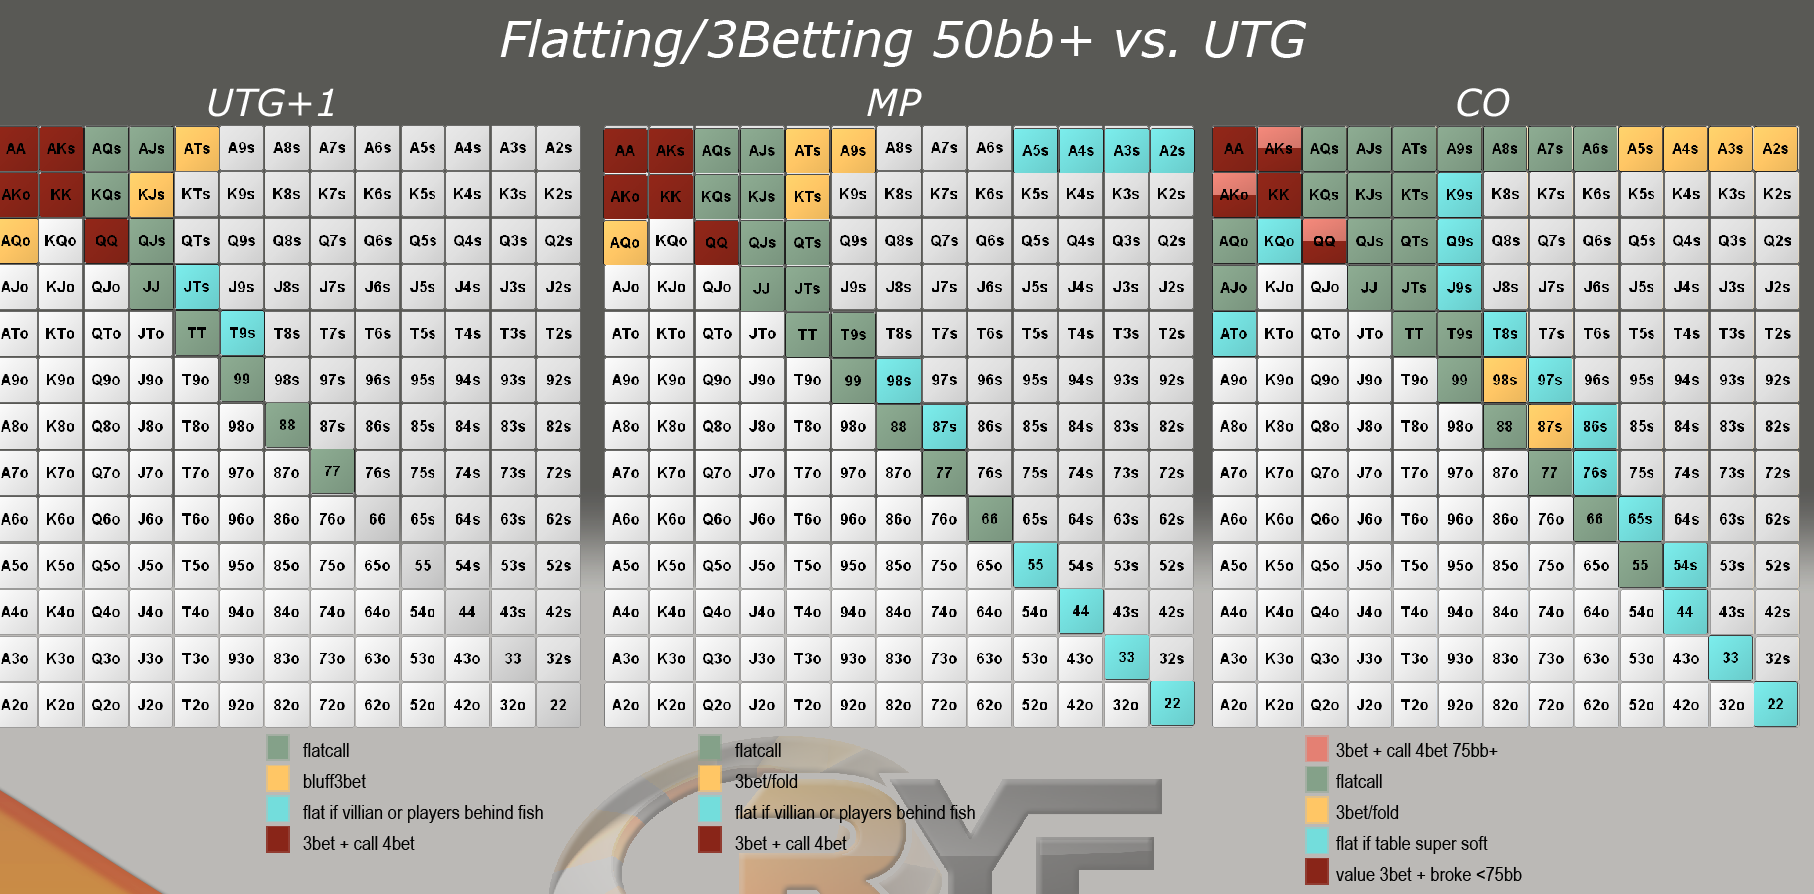 Flatting/3Betting 50bb+ vs. UTG
UTG+1 MP CO
AA AKs AQs AJs ATs A9s A8s A7s A6s A5s A4s A3s A2s AA AKs AQs AJs ATs A9s A8s A7s A6s A5s A4s A3s A2s AA AKs AQs AJs ATs A9s A8s A7s A6s A5s A4s A3s A2s
AKo KK KQs KJs KTs K9s K8s K7s K6s K5s K4s K3s K2s AKo KK KQs KJs KTs K9s K8s K7s K6s K5s K4s K3s K2s AKo KK KQs KJs KTs K9s K8s K7s K6s K5s K4s K3s K2s
AQo KQo QQ QJs QTs Q9s Q8s Q7s Q6s Q5s Q4s Q3s Q2s AQo KQo QQ QJs QTs Q9s Q8s Q7s Q6s Q5s Q4s Q3s Q2s AQo KQo QQ QJs QTs Q9s Q8s Q7s Q6s Q5s Q4s Q3s Q2s
AJo KJo QJo JJ JTs J9s J8s J7s J6s J5s J4s J3s J2s AJo KJo QJo JJ JTs J9s J8s J7s J6s J5s J4s J3s J2s AJo KJo QJo JJ JTs J9s J8s J7s J6s J5s J4s J3s J2s
ATo KTo QTo JTo TT T9s T8s T7s T6s T5s T4s T3s T2s ATo KTo QTo JTo TT T9s T8s T7s T6s T5s T4s T3s T2s ATo KTo QTo JTo TT T9s T8s T7s T6s T5s T4s T3s T2s
A9o K9o Q9o J9o T9o 99 98s 97s 96s 95s 94s 93s 92s A9o K9o Q9o J9o T9o 99 98s 97s 96s 95s 94s 93s 92s A9o K9o Q9o J9o T9o 99 98s 97s 96s 95s 94s 93s 92s
A8o K8o Q8o J8o T8o 98o 88 87s 86s 85s 84s 83s 82s A8o K8o Q8o J8o T8o 98o 88 87s 86s 85s 84s 83s 82s A8o K8o Q8o J8o T8o 98o 88 87s 86s 85s 84s 83s 82s
A7o K7o Q7o J7o T7o 97o 87o 77 76s 75s 74s 73s 72s A7o K7o Q7o J7o T7o 97o 87o 77 76s 75s 74s 73s 72s A7o K7o Q7o J7o T7o 97o 87o 77 76s 75s 74s 73s 72s
A6o K6o Q6o J6o T6o 96o 86o 76o 66 65s 64s 63s 62s A6o K6o Q6o J6o T6o 96o 86o 76o 66 65s 64s 63s 62s A6o K6o Q6o J6o T6o 96o 86o 76o 66 65s 64s 63s 62s
A5o K5o Q5o J5o T5o 95o 85o 75o 65o 55 54s 53s 52s A5o K5o Q5o J5o T5o 95o 85o 75o 65o 55 54s 53s 52s A5o K5o Q5o J5o T5o 95o 85o 75o 65o 55 54s 53s 52s
A4o K4o Q4o J4o T4o 94o 84o 74o 64o 54o 44 43s 42s A4o K4o Q4o J4o T4o 94o 84o 74o 64o 54o 44 43s 42s A4o K4o Q4o J4o T4o 94o 84o 74o 64o 54o 44 43s 42s
A3o K3o Q3o J3o T3o 93o 83o 73o 63o 53o 43o 33 32s A3o K3o Q3o J3o T3o 93o 83o 73o 63o 53o 43o 33 32s A3o K3o Q3o J3o T3o 93o 83o 73o 63o 53o 43o 33 32s
A2o K2o Q2o J2o T2o 92o 82o 72o 62o 52o 42o 32o 22 A2o K2o Q2o J2o T2o 92o 82o 72o 62o 52o 42o 32o 22 A2o K2o Q2o J2o T2o 92o 82o 72o 62o 52o 42o 32o 22
flatcall
bluff3bet
flat if villian or players behind fish
3bet + call 4bet
flatcall
3bet/fold
flat if villian or players behind fish
3bet + call 4bet
3bet + call 4bet 75bb+
flatcall
3bet/fold
flat if table super soft
value 3bet + broke <75bb
RYE